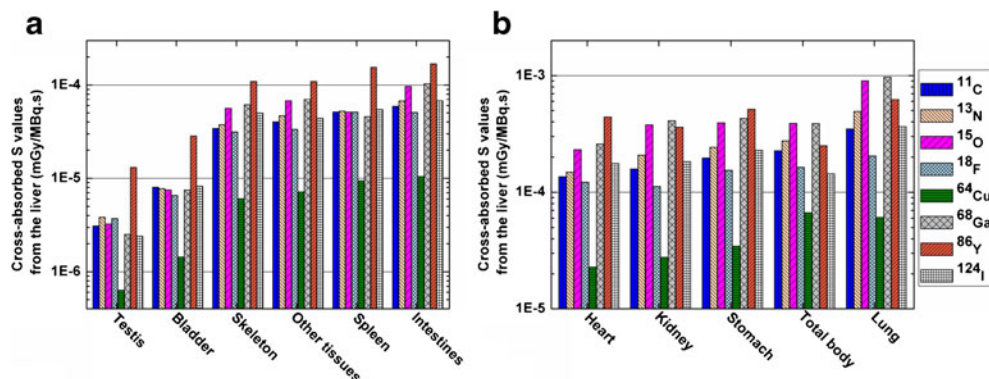 a
Cross-absorbed S values
from the liver (mGy/MBq.s)
1E-4
1E-5
1E-6
Testis
Bladder
Skeleton
Other tissues
Spleen
Intestines
b
Cross-absorbed S values
from the liver (mGy/MBq.s)
1E-3
1E-4
1E-5
Heart
Kidney
Stomach
Total body
Lung
¹¹C
¹³N
¹⁵O
¹⁸F
⁶⁴Cu
⁶⁸Ga
⁸⁶Y
¹²⁴I